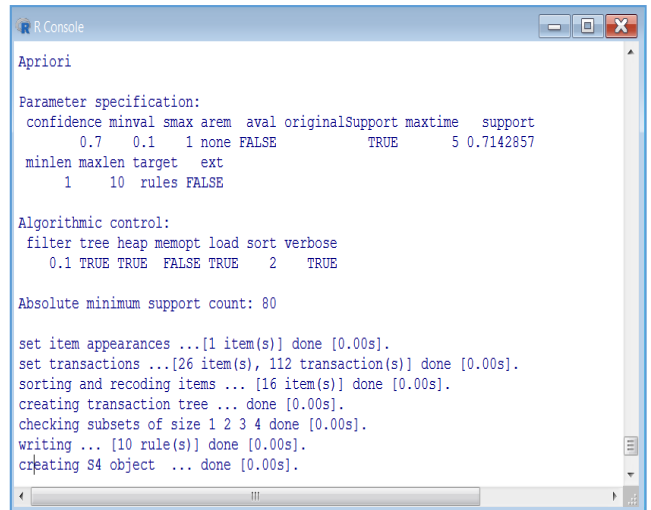 R Console
Apriori
Parameter specification:
confidence minval smax arem aval originalSupport maxtime support
0.7 0.1 1 none FALSE TRUE 5 0.7142857
minlen maxlen target ext
1 10 rules FALSE
Algorithmic control:
filter tree heap memopt load sort verbose
0.1 TRUE TRUE FALSE TRUE 2 TRUE
Absolute minimum support count: 80
set item appearances ...[1 item(s)] done [0.00s].
set transactions ...[26 item(s), 112 transaction(s)] done [0.00s].
sorting and recoding items ... [16 item(s)] done [0.00s].
creating transaction tree ... done [0.00s].
checking subsets of size 1 2 3 4 done [0.00s].
writing ... [10 rule(s)] done [0.00s].
creating S4 object ... done [0.00s].